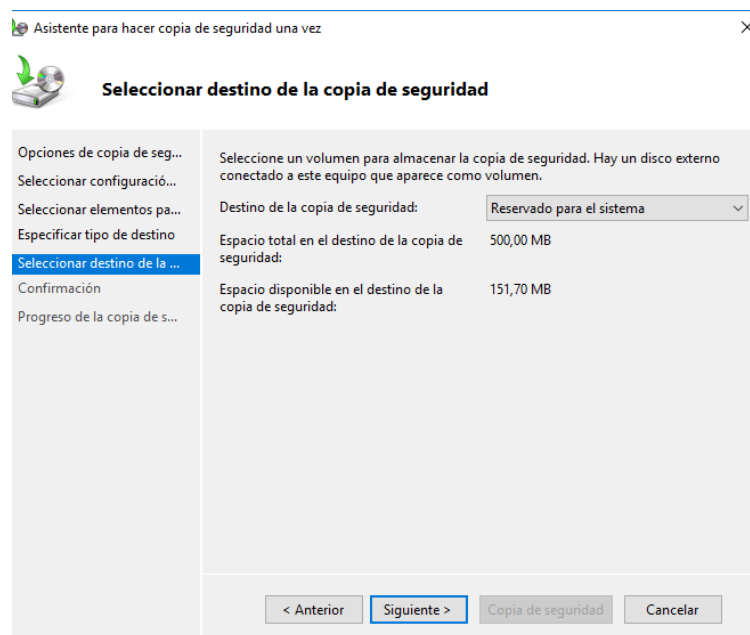 Asistente para hacer copia de seguridad una vez
Seleccionar destino de la copia de seguridad
Opciones de copia de seg...
Seleccionar configuració...
Seleccionar elementos pa...
Especificar tipo de destino
Seleccionar destino de la ...
Confirmación
Progreso de la copia de s...
Seleccione un volumen para almacenar la copia de seguridad. Hay un disco externo
conectado a este equipo que aparece como volumen.
Destino de la copia de seguridad: Reservado para el sistema
Espacio total en el destino de la copia de 500,00 MB
seguridad:
Espacio disponible en el destino de la 151,70 MB
copia de seguridad:
< Anterior Siguiente > Copia de seguridad Cancelar